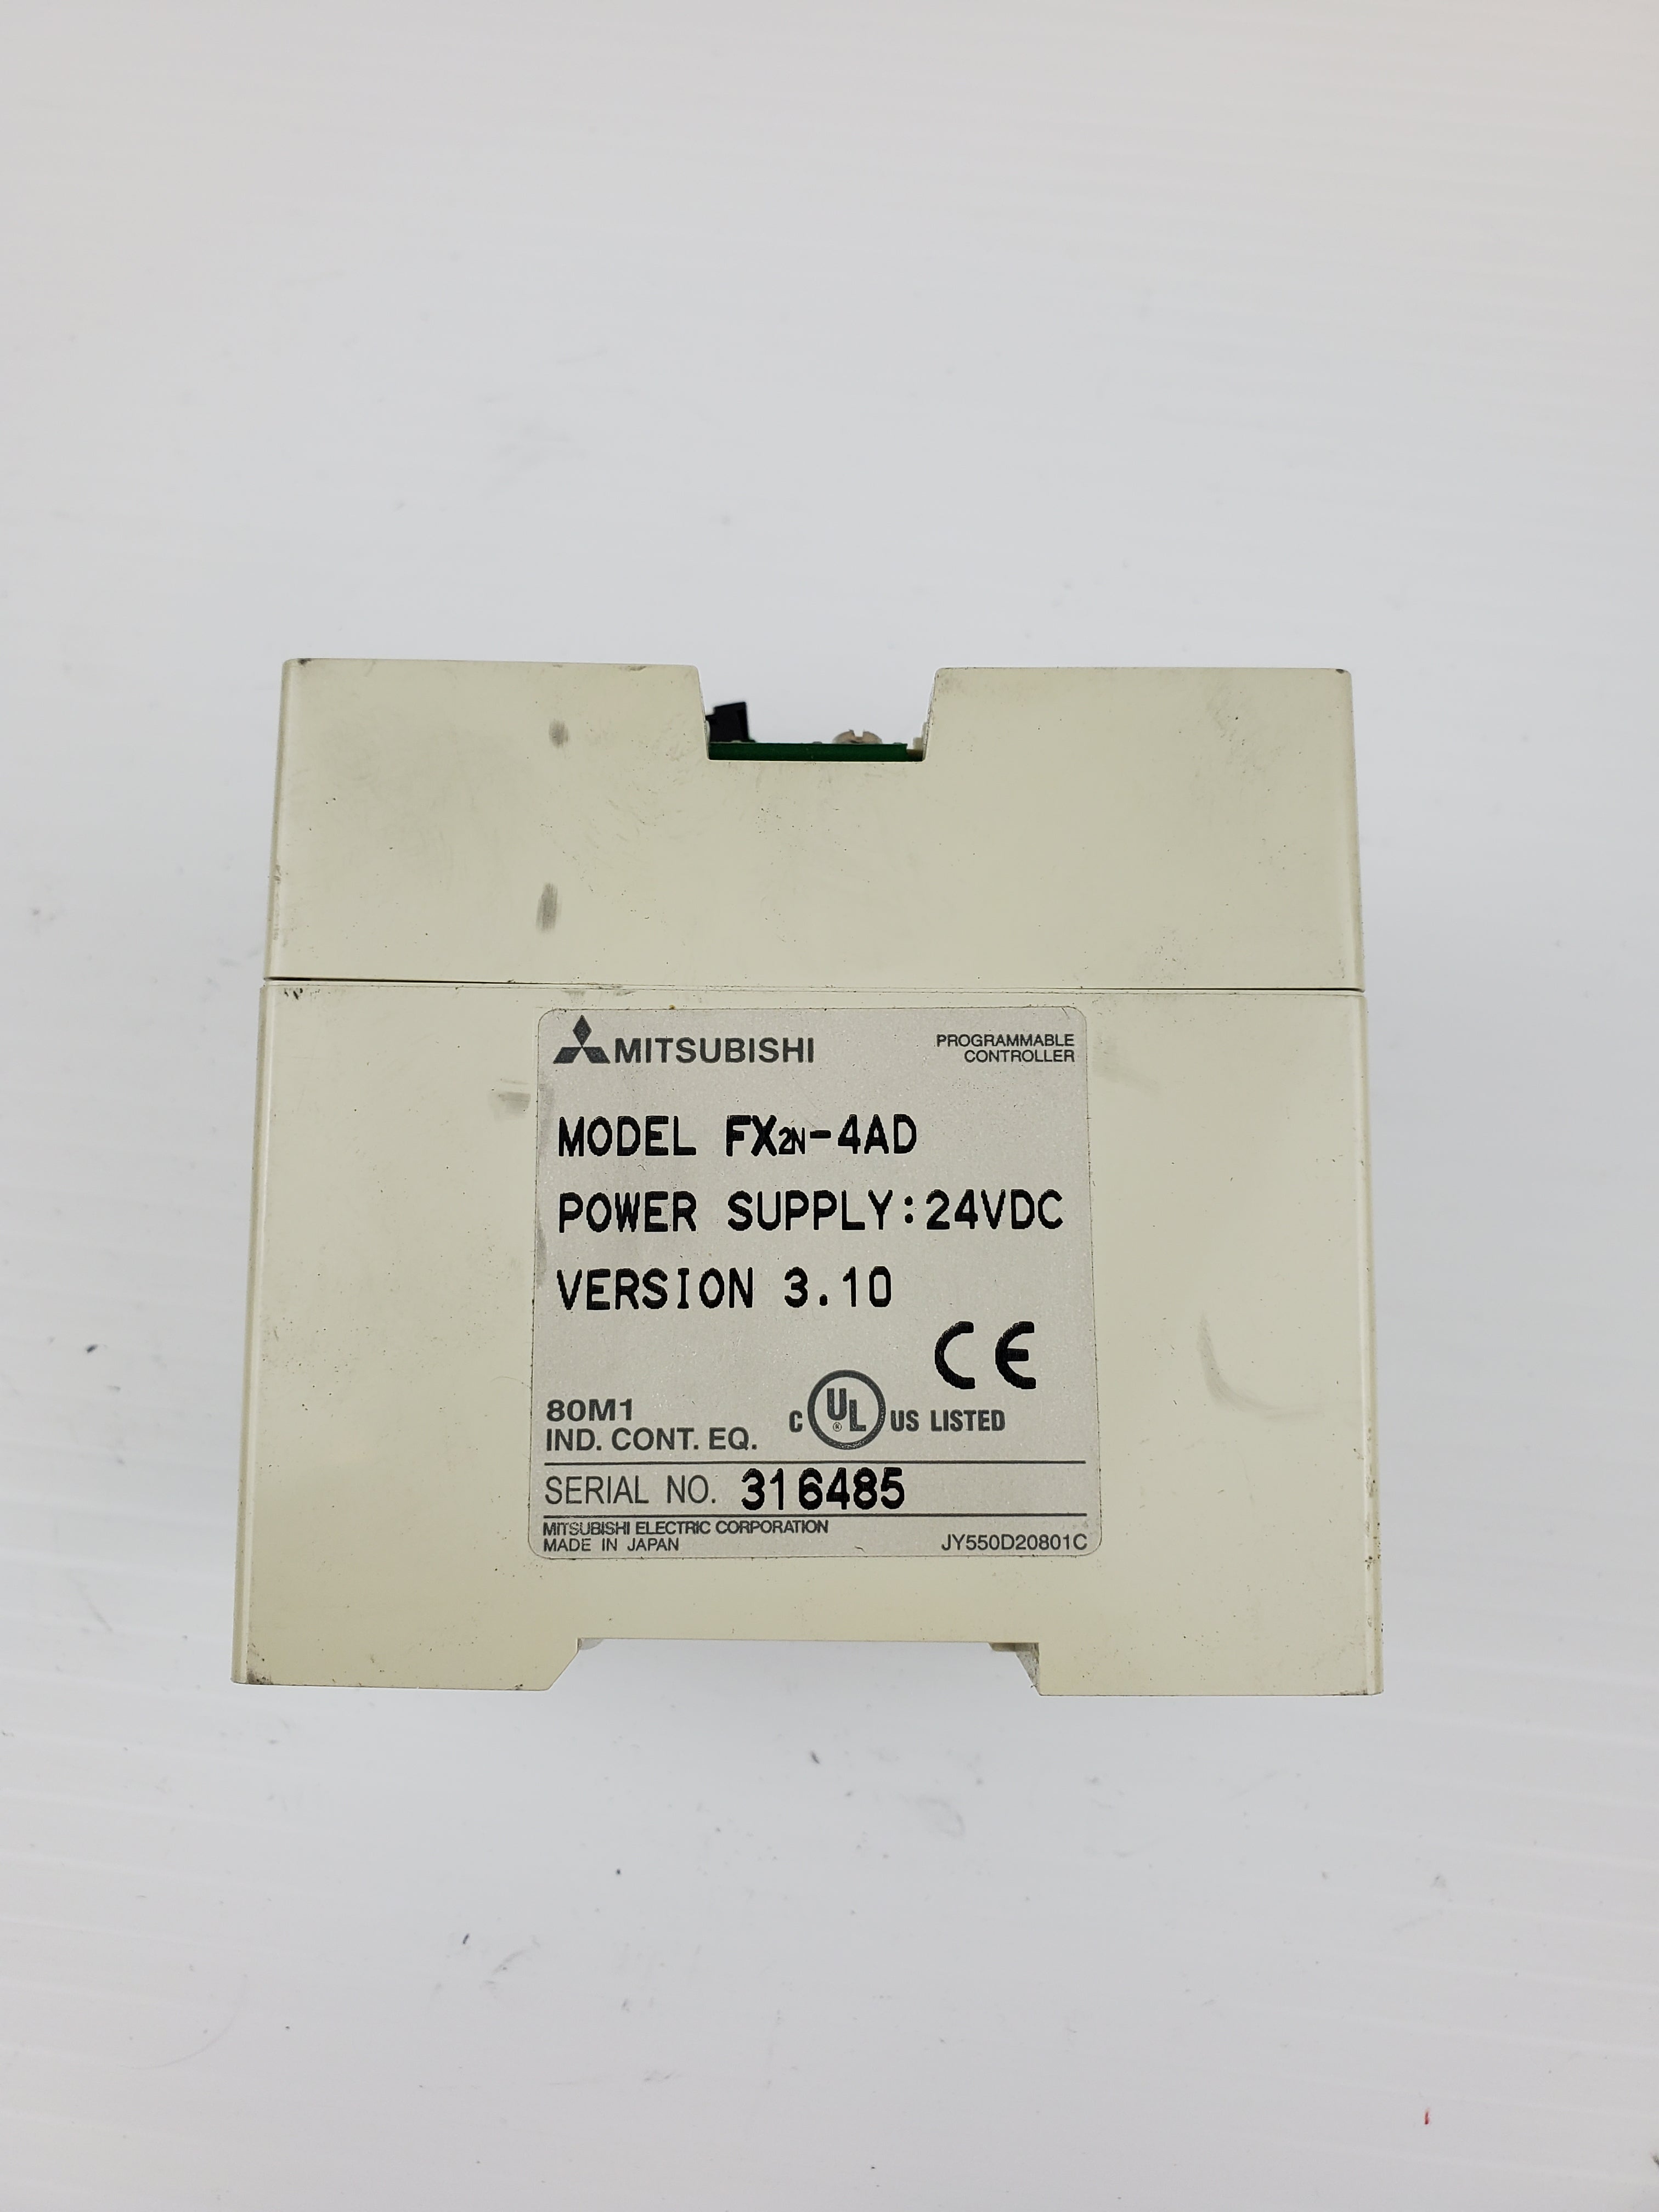 MITSUBISHI
PROGRAMMABLE
CONTROLLER
MODEL FX2N-4AD
POWER SUPPLY:24VDC
VERSION 3.10
CE
80M1
IND. CONT. EQ.
C UL® US LISTED
SERIAL NO. 316485
MITSUBISHI ELECTRIC CORPORATION
MADE IN JAPAN
JY550D20801C